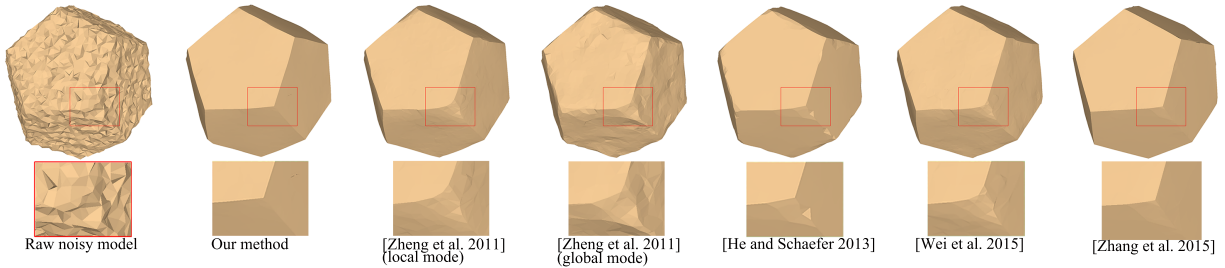 Raw noisy model
Our method
[Zheng et al. 2011]
(local mode)
[Zheng et al. 2011]
(global mode)
[He and Schaefer 2013]
[Wei et al. 2015]
[Zhang et al. 2015]